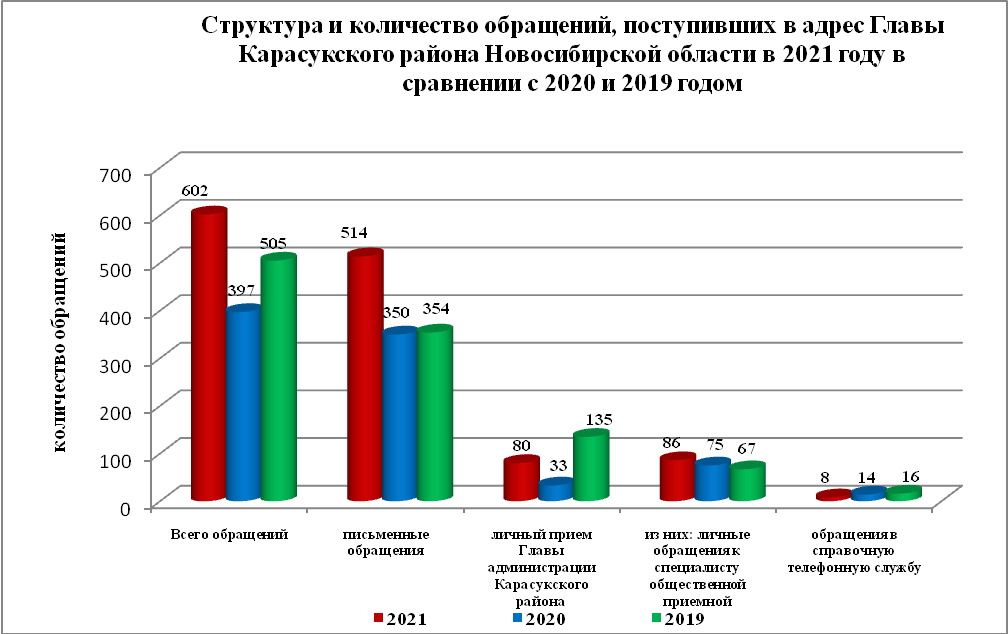 Структура и количество обращений, поступивших в адрес Главы
Карасукского района Новосибирской области в 2021 году в
сравнении с 2020 и 2019 годом
количество обращений
700
600
500
400
300
200
100
0
602
397
505
514
350
354
80
33
135
86
75
67
8
14
16
Всего обращений
письменные
обращения
личный прием
Главы
администрации
Карасукского
района
из них: личные
обращения к
специалисту
общественной
приемной
обращения в
справочную
телефонную службу
2021
2020
2019